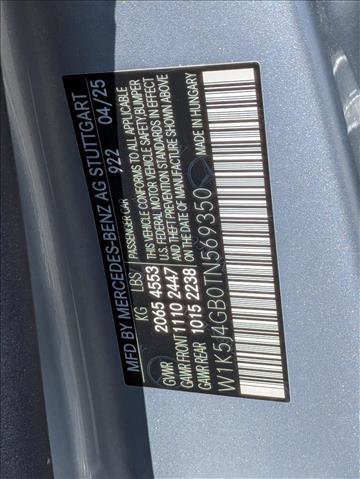 MFD BY MERCEDES-BENZ AG STUTTGART
922 04/25
PASSENGER CAR
KG LBS
GVWR 2065 4553
GAWR FRONT 1110 2447
GAWR REAR 1015 2238
THIS VEHICLE CONFORMS TO ALL APPLICABLE
U.S. FEDERAL MOTOR VEHICLE SAFETY, BUMPER
AND THEFT PREVENTION STANDARDS IN EFFECT
ON THE DATE OF MANUFACTURE SHOWN ABOVE
MADE IN HUNGARY
W1K5J4GB0TN569350